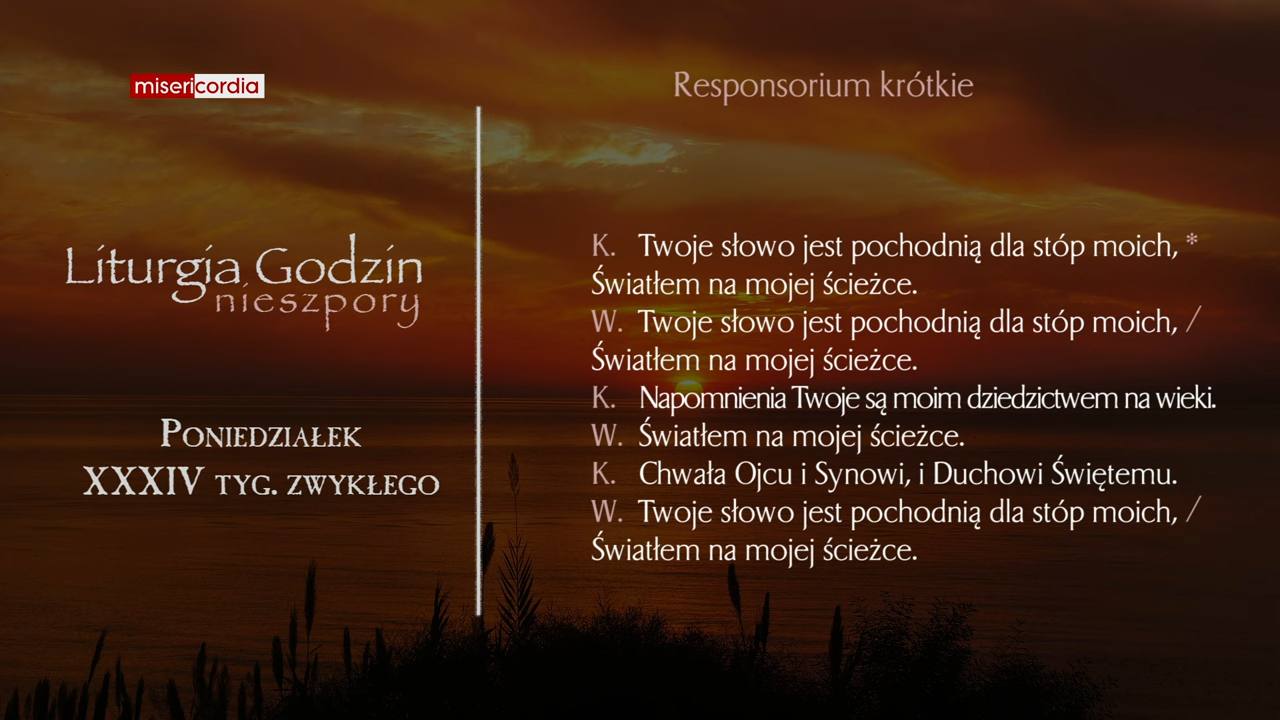 misericordia
Liturgia Godzin
nieszpory
Poniedziałek
XXXIV tyg. zwykłego
Responsorium krótkie
K. Twoje słowo jest pochodnią dla stóp moich, *
Światłem na mojej ścieżce.
W. Twoje słowo jest pochodnią dla stóp moich, /
Światłem na mojej ścieżce.
K. Napomnienia Twoje są moim dziedzictwem na wieki.
W. Światłem na mojej ścieżce.
K. Chwała Ojcu i Synowi, i Duchowi Świętemu.
W. Twoje słowo jest pochodnią dla stóp moich, /
Światłem na mojej ścieżce.